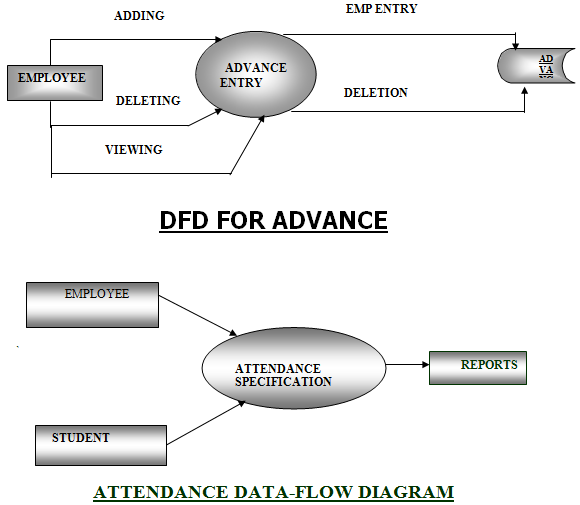 ADDING
EMP ENTRY
EMPLOYEE
ADVANCE
ENTRY
AD
VA
DELETING
DELETION
VIEWING
DFD FOR ADVANCE
EMPLOYEE
ATTENDANCE
SPECIFICATION
REPORTS
STUDENT
ATTENDANCE DATA-FLOW DIAGRAM